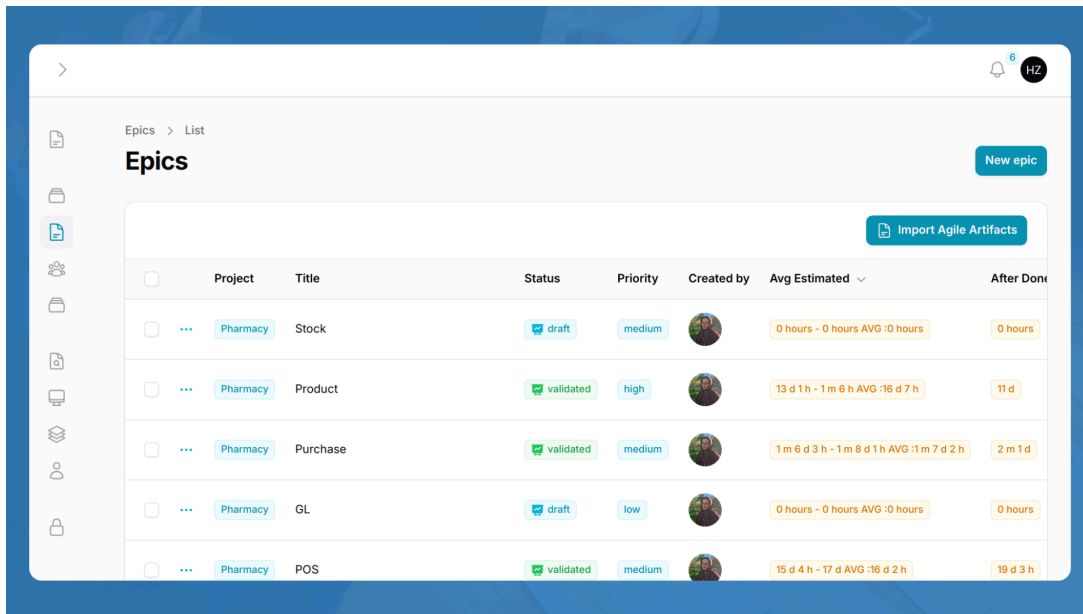 6
HZ
Epics > List
Epics
New epic
Import Agile Artifacts
Project Title Status Priority Created by Avg Estimated After Done
Pharmacy Stock draft medium 0 hours - 0 hours AVG :0 hours 0 hours
Pharmacy Product validated high 13 d 1 h - 1 m 6 h AVG :16 d 7 h 11 d
Pharmacy Purchase validated medium 1 m 6 d 3 h - 1 m 8 d 1 h AVG :1 m 7 d 2 h 2 m 1 d
Pharmacy GL draft low 0 hours - 0 hours AVG :0 hours 0 hours
Pharmacy POS validated medium 15 d 4 h - 17 d AVG :16 d 2 h 19 d 3 h